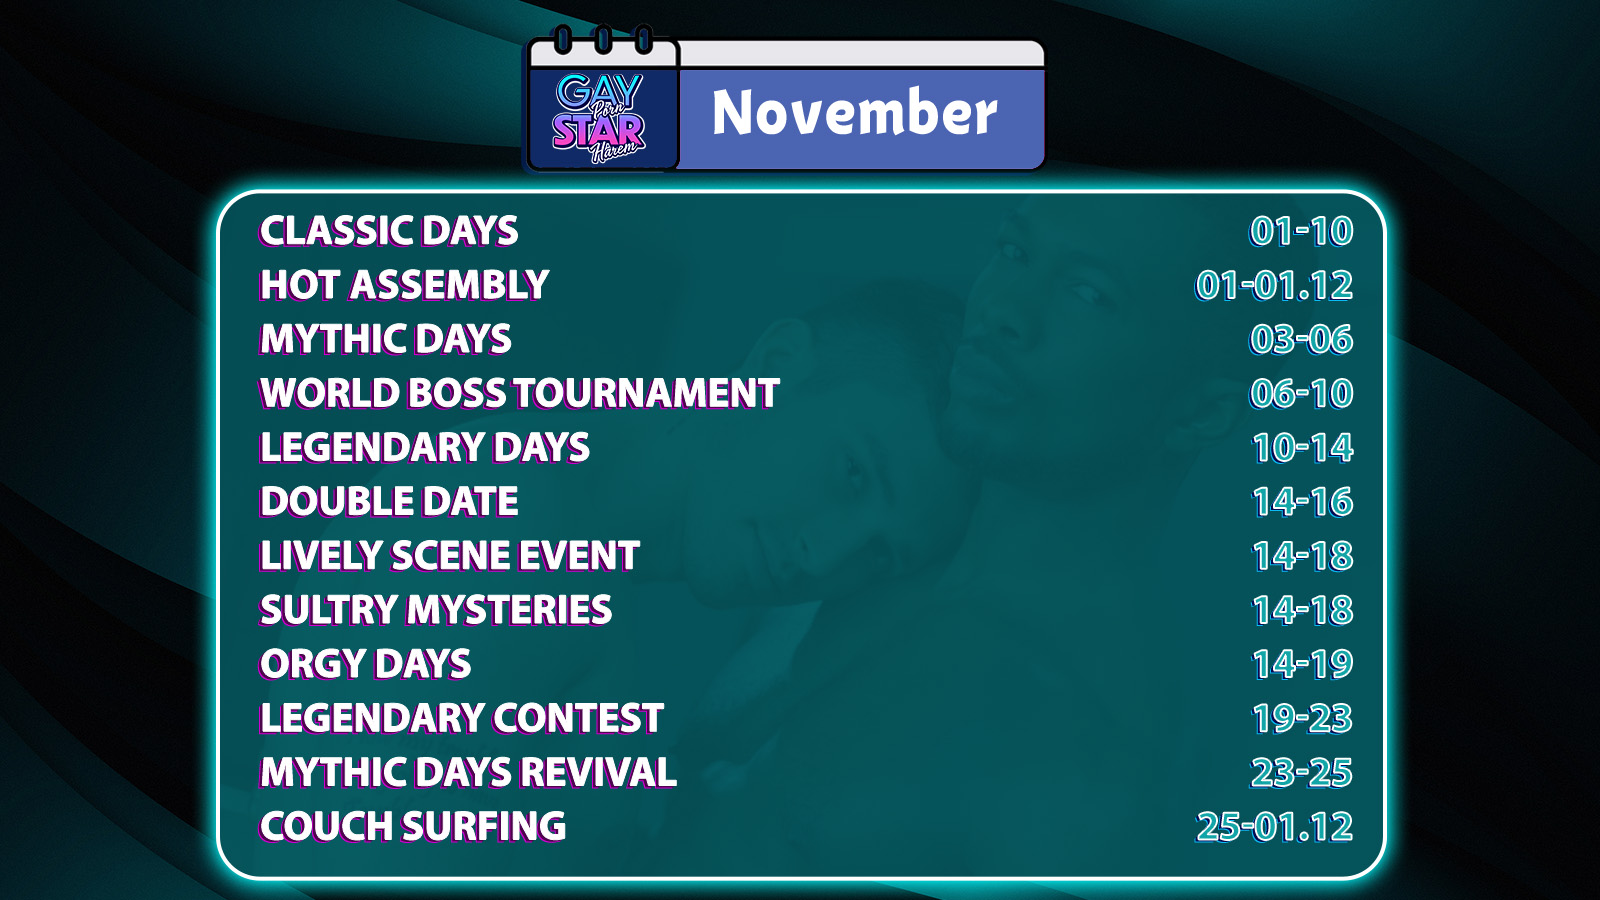 GAY
Porn
STAR
Harem
November
CLASSIC DAYS 01-10
HOT ASSEMBLY 01-01.12
MYTHIC DAYS 03-06
WORLD BOSS TOURNAMENT 06-10
LEGENDARY DAYS 10-14
DOUBLE DATE 14-16
LIVELY SCENE EVENT 14-18
SULTRY MYSTERIES 14-18
ORGY DAYS 14-19
LEGENDARY CONTEST 19-23
MYTHIC DAYS REVIVAL 23-25
COUCH SURFING 25-01.12